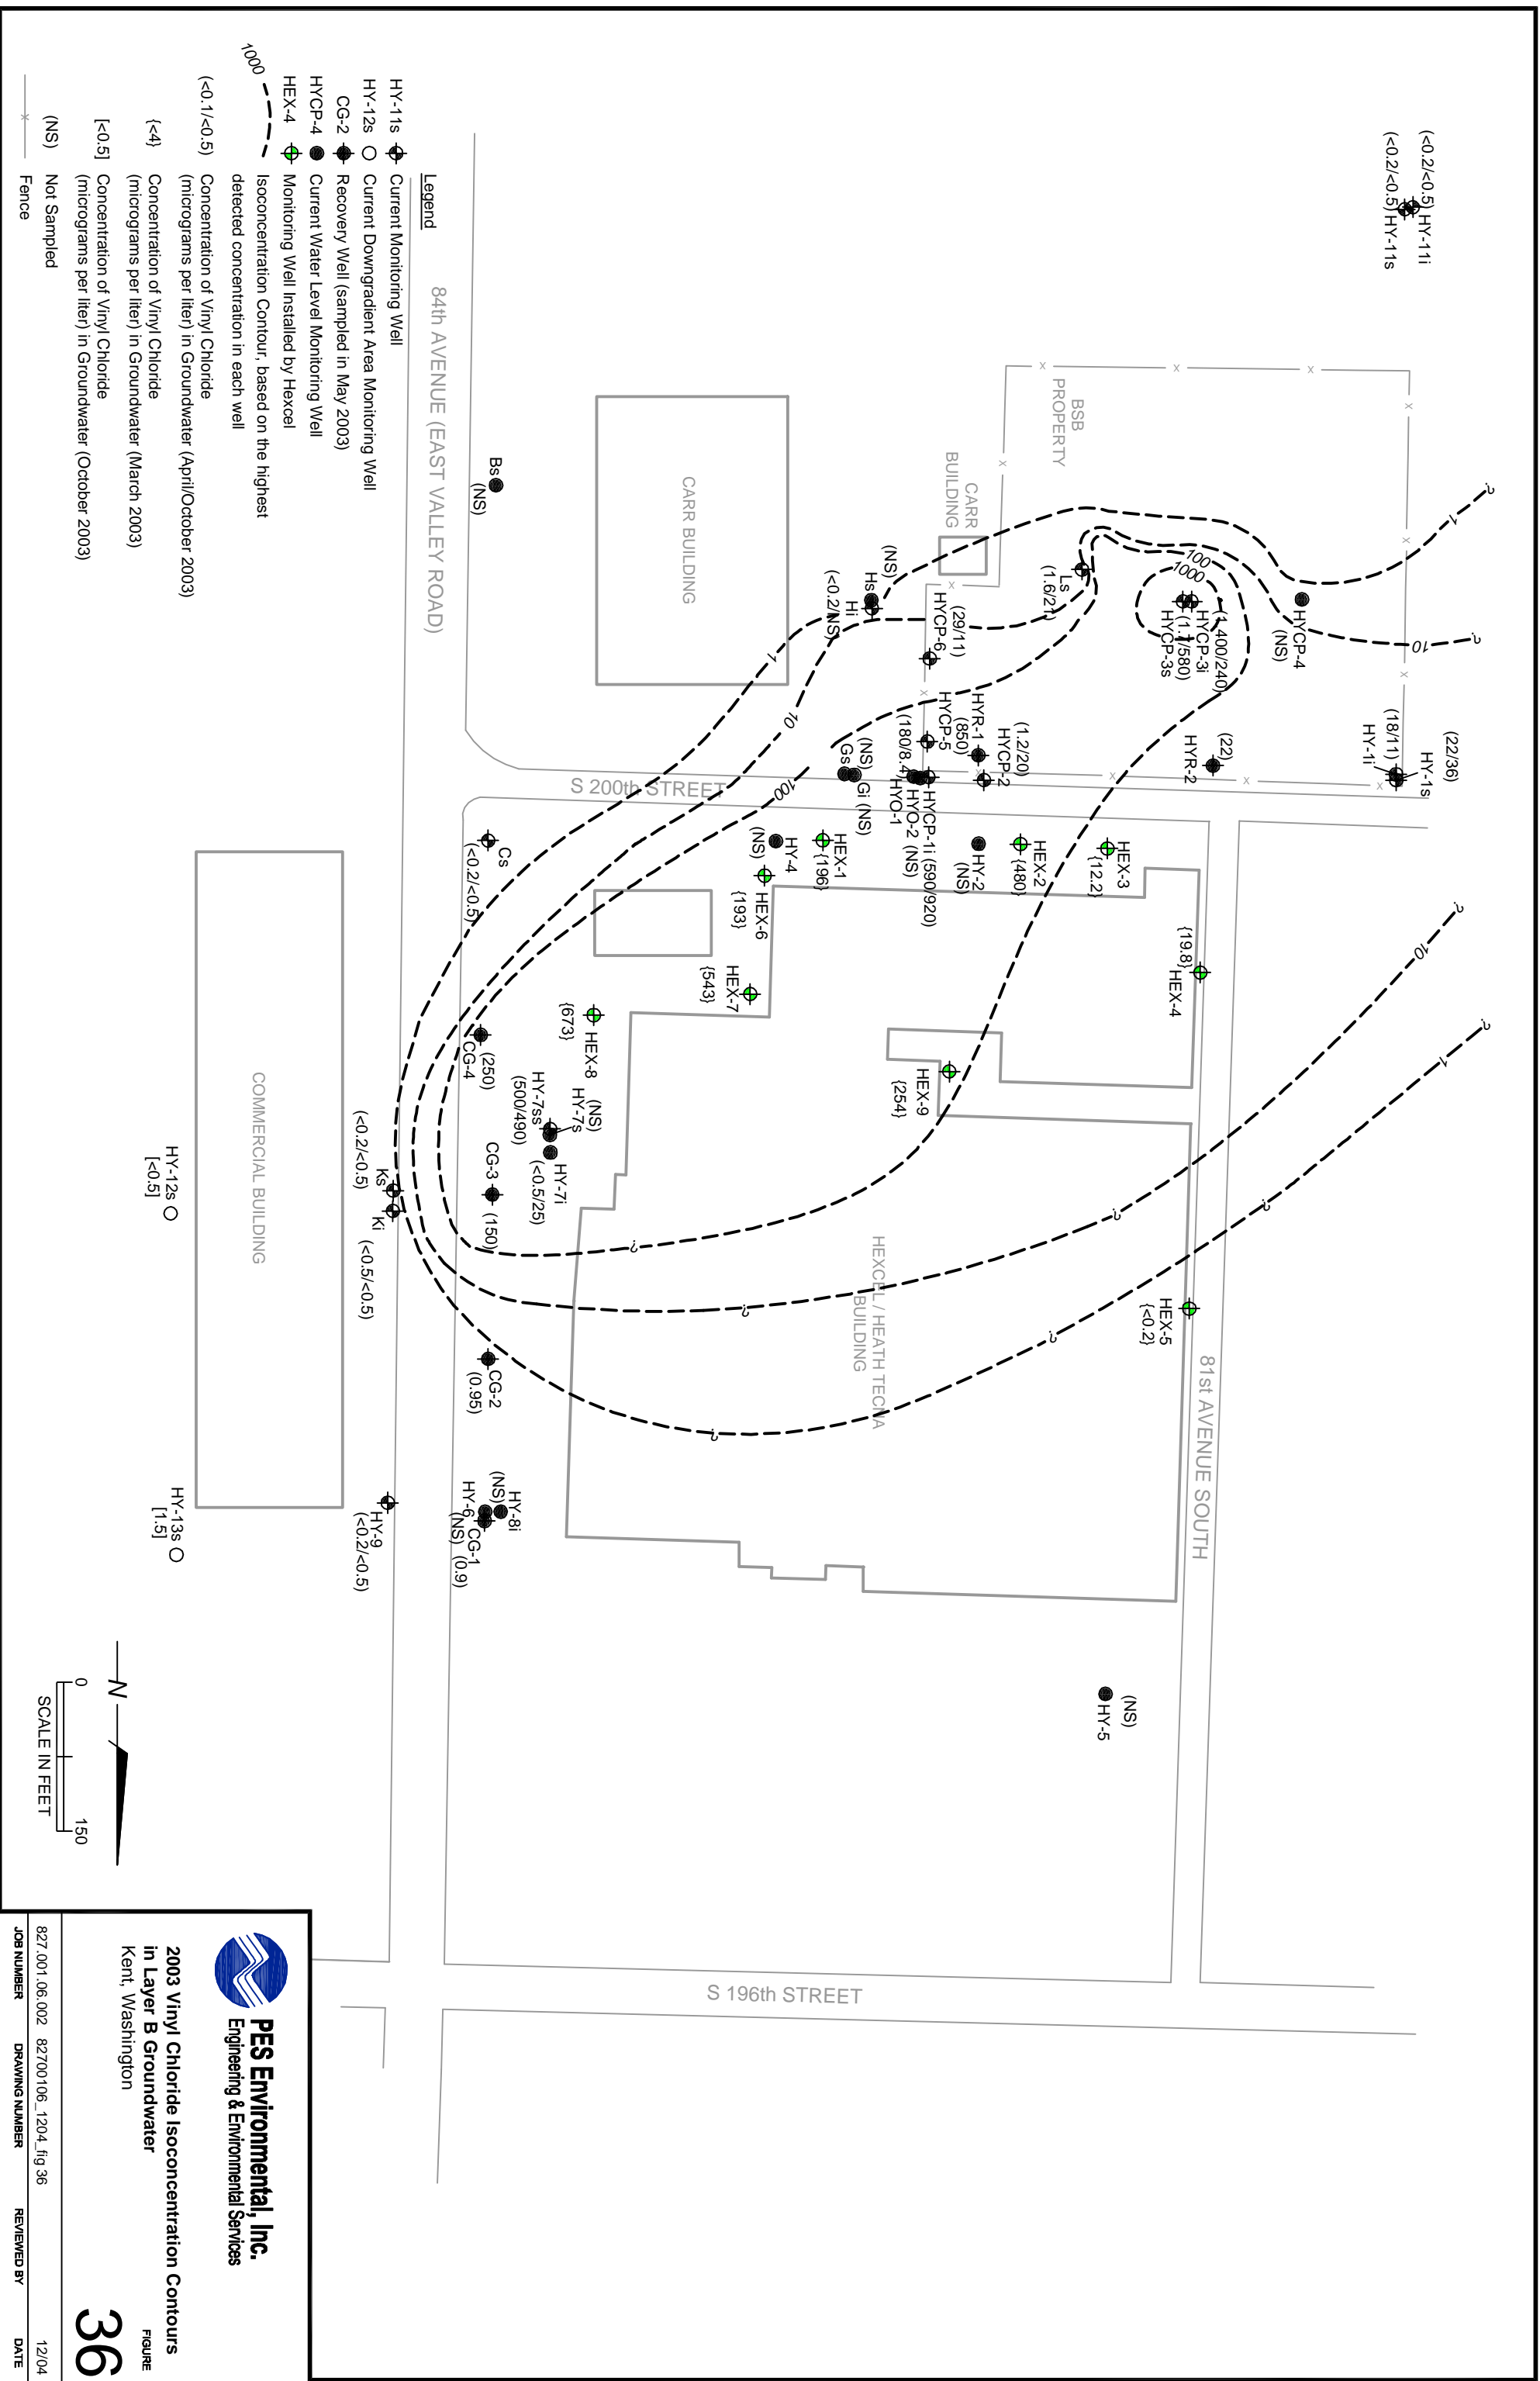 HY-11i
(<0.2/<0.5)
HY-11s
(<0.2/<0.5)
(22/36)
HY-1s
(18/11)
HY-1i
BSB
PROPERTY
CARR
BUILDING
CARR BUILDING
HYCP-4
(NS)
(1,400/240)
HYCP-3i
HYCP-3s
(1.1/580)
Ls
(1.6/21)
(NS)
Hs
Hi
(<0.2/NS)
(29/11)
HYCP-6
(22)
HYR-2
(1.2/20)
HYCP-2
HYR-1
(850)
HYCP-5
(180/8.4)
HYCP-1i (590/920)
HYO-2 (NS)
HYO-1
(NS)
Gs
Gi (NS)
Bs
(NS)
84th AVENUE (EAST VALLEY ROAD)
S 200th STREET
HEX-3
{12.2}
HEX-2
{480}
HY-2
(NS)
HEX-1
{196}
HY-4
(NS)
HEX-6
{193}
Cs
(<0.2/<0.5)
{19.8}
HEX-4
HEX-7
{543}
HEX-8
{673}
HEX-9
{254}
(250)
CG-4
(NS)
HY-7s
HY-7ss
(500/490)
HY-7i
(<0.5/25)
CG-3
(150)
Ks
(<0.2/<0.5)
Ki
(<0.5/<0.5)
HY-12s
[<0.5]
COMMERCIAL BUILDING
HEXCEL / HEATH TECNA
BUILDING
HEX-5
{<0.2}
81st AVENUE SOUTH
CG-2
(0.95)
HY-8i
(NS)
HY-6
(NS)
CG-1
(0.9)
HY-9
(<0.2/<0.5)
HY-13s
[1.5]
(NS)
HY-5
S 196th STREET
1
10
100
1000
1
10
100
10
1
?
?
?
?
?
?
?
?
?
?
?
x
x
x
x
x
x
x
x
x
x
x
x
x
x
Legend
HY-11s Current Monitoring Well
HY-12s Current Downgradient Area Monitoring Well
CG-2 Recovery Well (sampled in May 2003)
HYCP-4 Current Water Level Monitoring Well
HEX-4 Monitoring Well Installed by Hexcel
1000 Isoconcentration Contour, based on the highest
detected concentration in each well
(<0.1/<0.5) Concentration of Vinyl Chloride
(micrograms per liter) in Groundwater (April/October 2003)
{<4} Concentration of Vinyl Chloride
(micrograms per liter) in Groundwater (March 2003)
[<0.5] Concentration of Vinyl Chloride
(micrograms per liter) in Groundwater (October 2003)
(NS) Not Sampled
x Fence
N
0 150
SCALE IN FEET
PES Environmental, Inc.
Engineering & Environmental Services
2003 Vinyl Chloride Isoconcentration Contours
in Layer B Groundwater
Kent, Washington
FIGURE
36
827.001.06.002 82700106_1204_fig 36 12/04
JOB NUMBER DRAWING NUMBER REVIEWED BY DATE